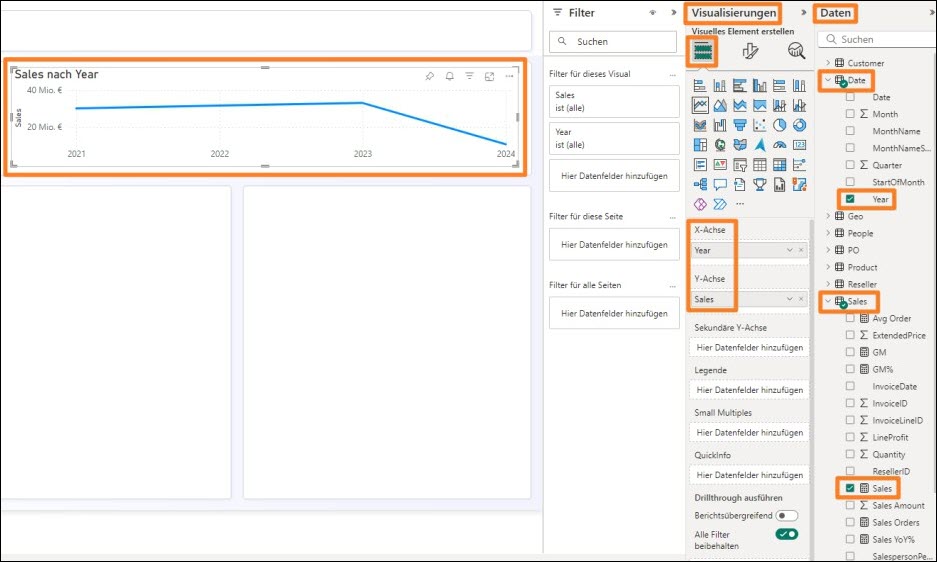 Sales nach Year
40 Mio. €
20 Mio. €
Sales
2021
2022
2023
2024
Filter
Suchen
Filter für dieses Visual
...
Sales
ist (alle)
Year
ist (alle)
Hier Datenfelder hinzufügen
Filter für diese Seite
...
Hier Datenfelder hinzufügen
Filter für alle Seiten
...
Hier Datenfelder hinzufügen
Visualisierungen
Visuelles Element erstellen
X-Achse
Year
Y-Achse
Sales
Sekundäre Y-Achse
Hier Datenfelder hinzufügen
Legende
Hier Datenfelder hinzufügen
Small Multiples
Hier Datenfelder hinzufügen
QuickInfo
Hier Datenfelder hinzufügen
Drillthrough ausführen
Berichtsübergreifend
Alle Filter
beibehalten
Daten
Suchen
Customer
Date
Date
Month
MonthName
MonthNameS...
Quarter
StartOfMonth
Year
Geo
People
PO
Product
Reseller
Sales
Avg Order
ExtendedPrice
GM
GM%
InvoiceDate
InvoiceID
InvoiceLineID
LineProfit
Quantity
ResellerID
Sales
Sales Amount
Sales Orders
Sales YoY%
SalespersonPe...